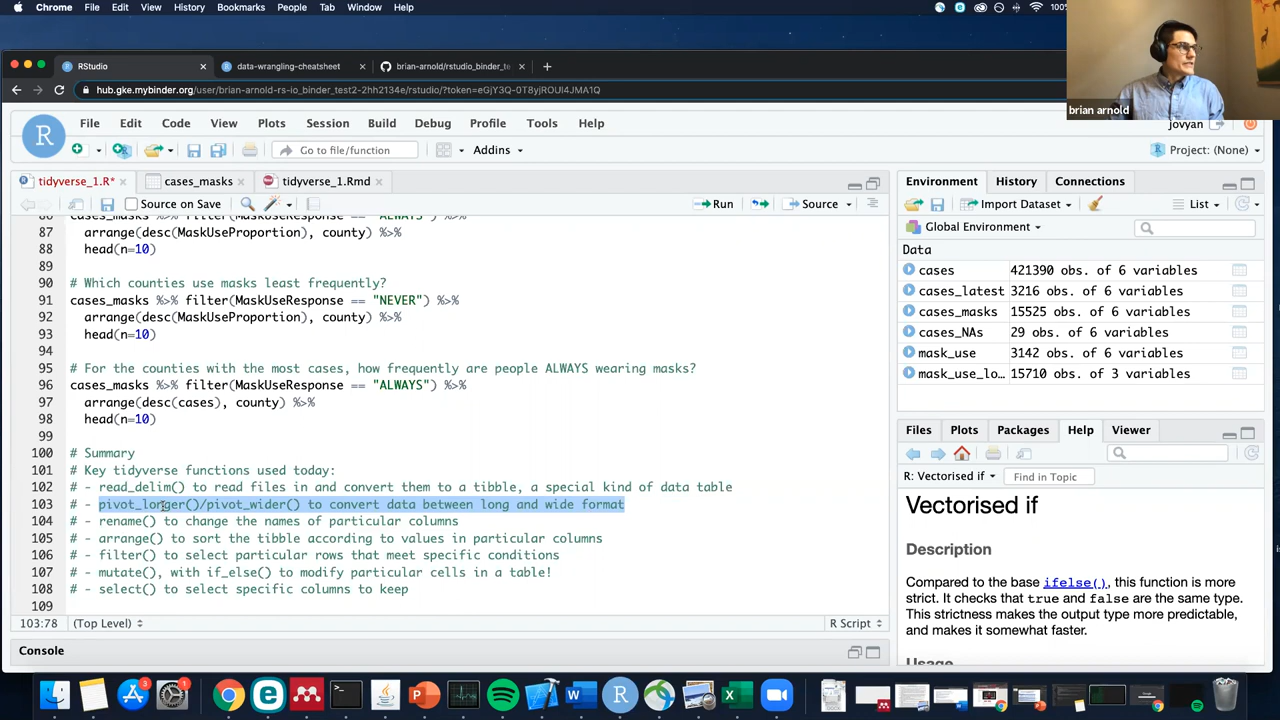 Chrome File Edit View History Bookmarks People Tab Window Help 100%
RStudio
data-wrangling-cheatsheet
brian-arnold/rstudio_binder_te
hub.gke.mybinder.org/user/brian-arnold-rs-io_binder_test2-2hh2134e/rstudio/?token=eGjY3Q-0T8yjROUl4JMA1Q
brian arnold
File Edit Code View Plots Session Build Debug Profile Tools Help
jovyan
Go to file/function
Addins
Project: (None)
tidyverse_1.R*
cases_masks
tidyverse_1.Rmd
Source on Save
Run
Source
86 cases_masks %>% filter(MaskUseResponse == "ALWAYS") %>%
87 arrange(desc(MaskUseProportion), county) %>%
88 head(n=10)
89
90 # Which counties use masks least frequently?
91 cases_masks %>% filter(MaskUseResponse == "NEVER") %>%
92 arrange(desc(MaskUseProportion), county) %>%
93 head(n=10)
94
95 # For the counties with the most cases, how frequently are people ALWAYS wearing masks?
96 cases_masks %>% filter(MaskUseResponse == "ALWAYS") %>%
97 arrange(desc(cases), county) %>%
98 head(n=10)
99
100 # Summary
101 # Key tidyverse functions used today:
102 # - read_delim() to read files in and convert them to a tibble, a special kind of data table
103 # - pivot_longer()/pivot_wider() to convert data between long and wide format
104 # - rename() to change the names of particular columns
105 # - arrange() to sort the tibble according to values in particular columns
106 # - filter() to select particular rows that meet specific conditions
107 # - mutate(), with if_else() to modify particular cells in a table!
108 # - select() to select specific columns to keep
109
103:78 (Top Level) R Script
Console
Environment History Connections
Import Dataset
List
Global Environment
Data
cases 421390 obs. of 6 variables
cases_latest 3216 obs. of 6 variables
cases_masks 15525 obs. of 6 variables
cases_NAs 29 obs. of 6 variables
mask_use 3142 obs. of 6 variables
mask_use_lo... 15710 obs. of 3 variables
Files Plots Packages Help Viewer
R: Vectorised if
Find in Topic
Vectorised if
Description
Compared to the base ifelse(), this function is more
strict. It checks that true and false are the same type.
This strictness makes the output type more predictable,
and makes it somewhat faster.
Usage